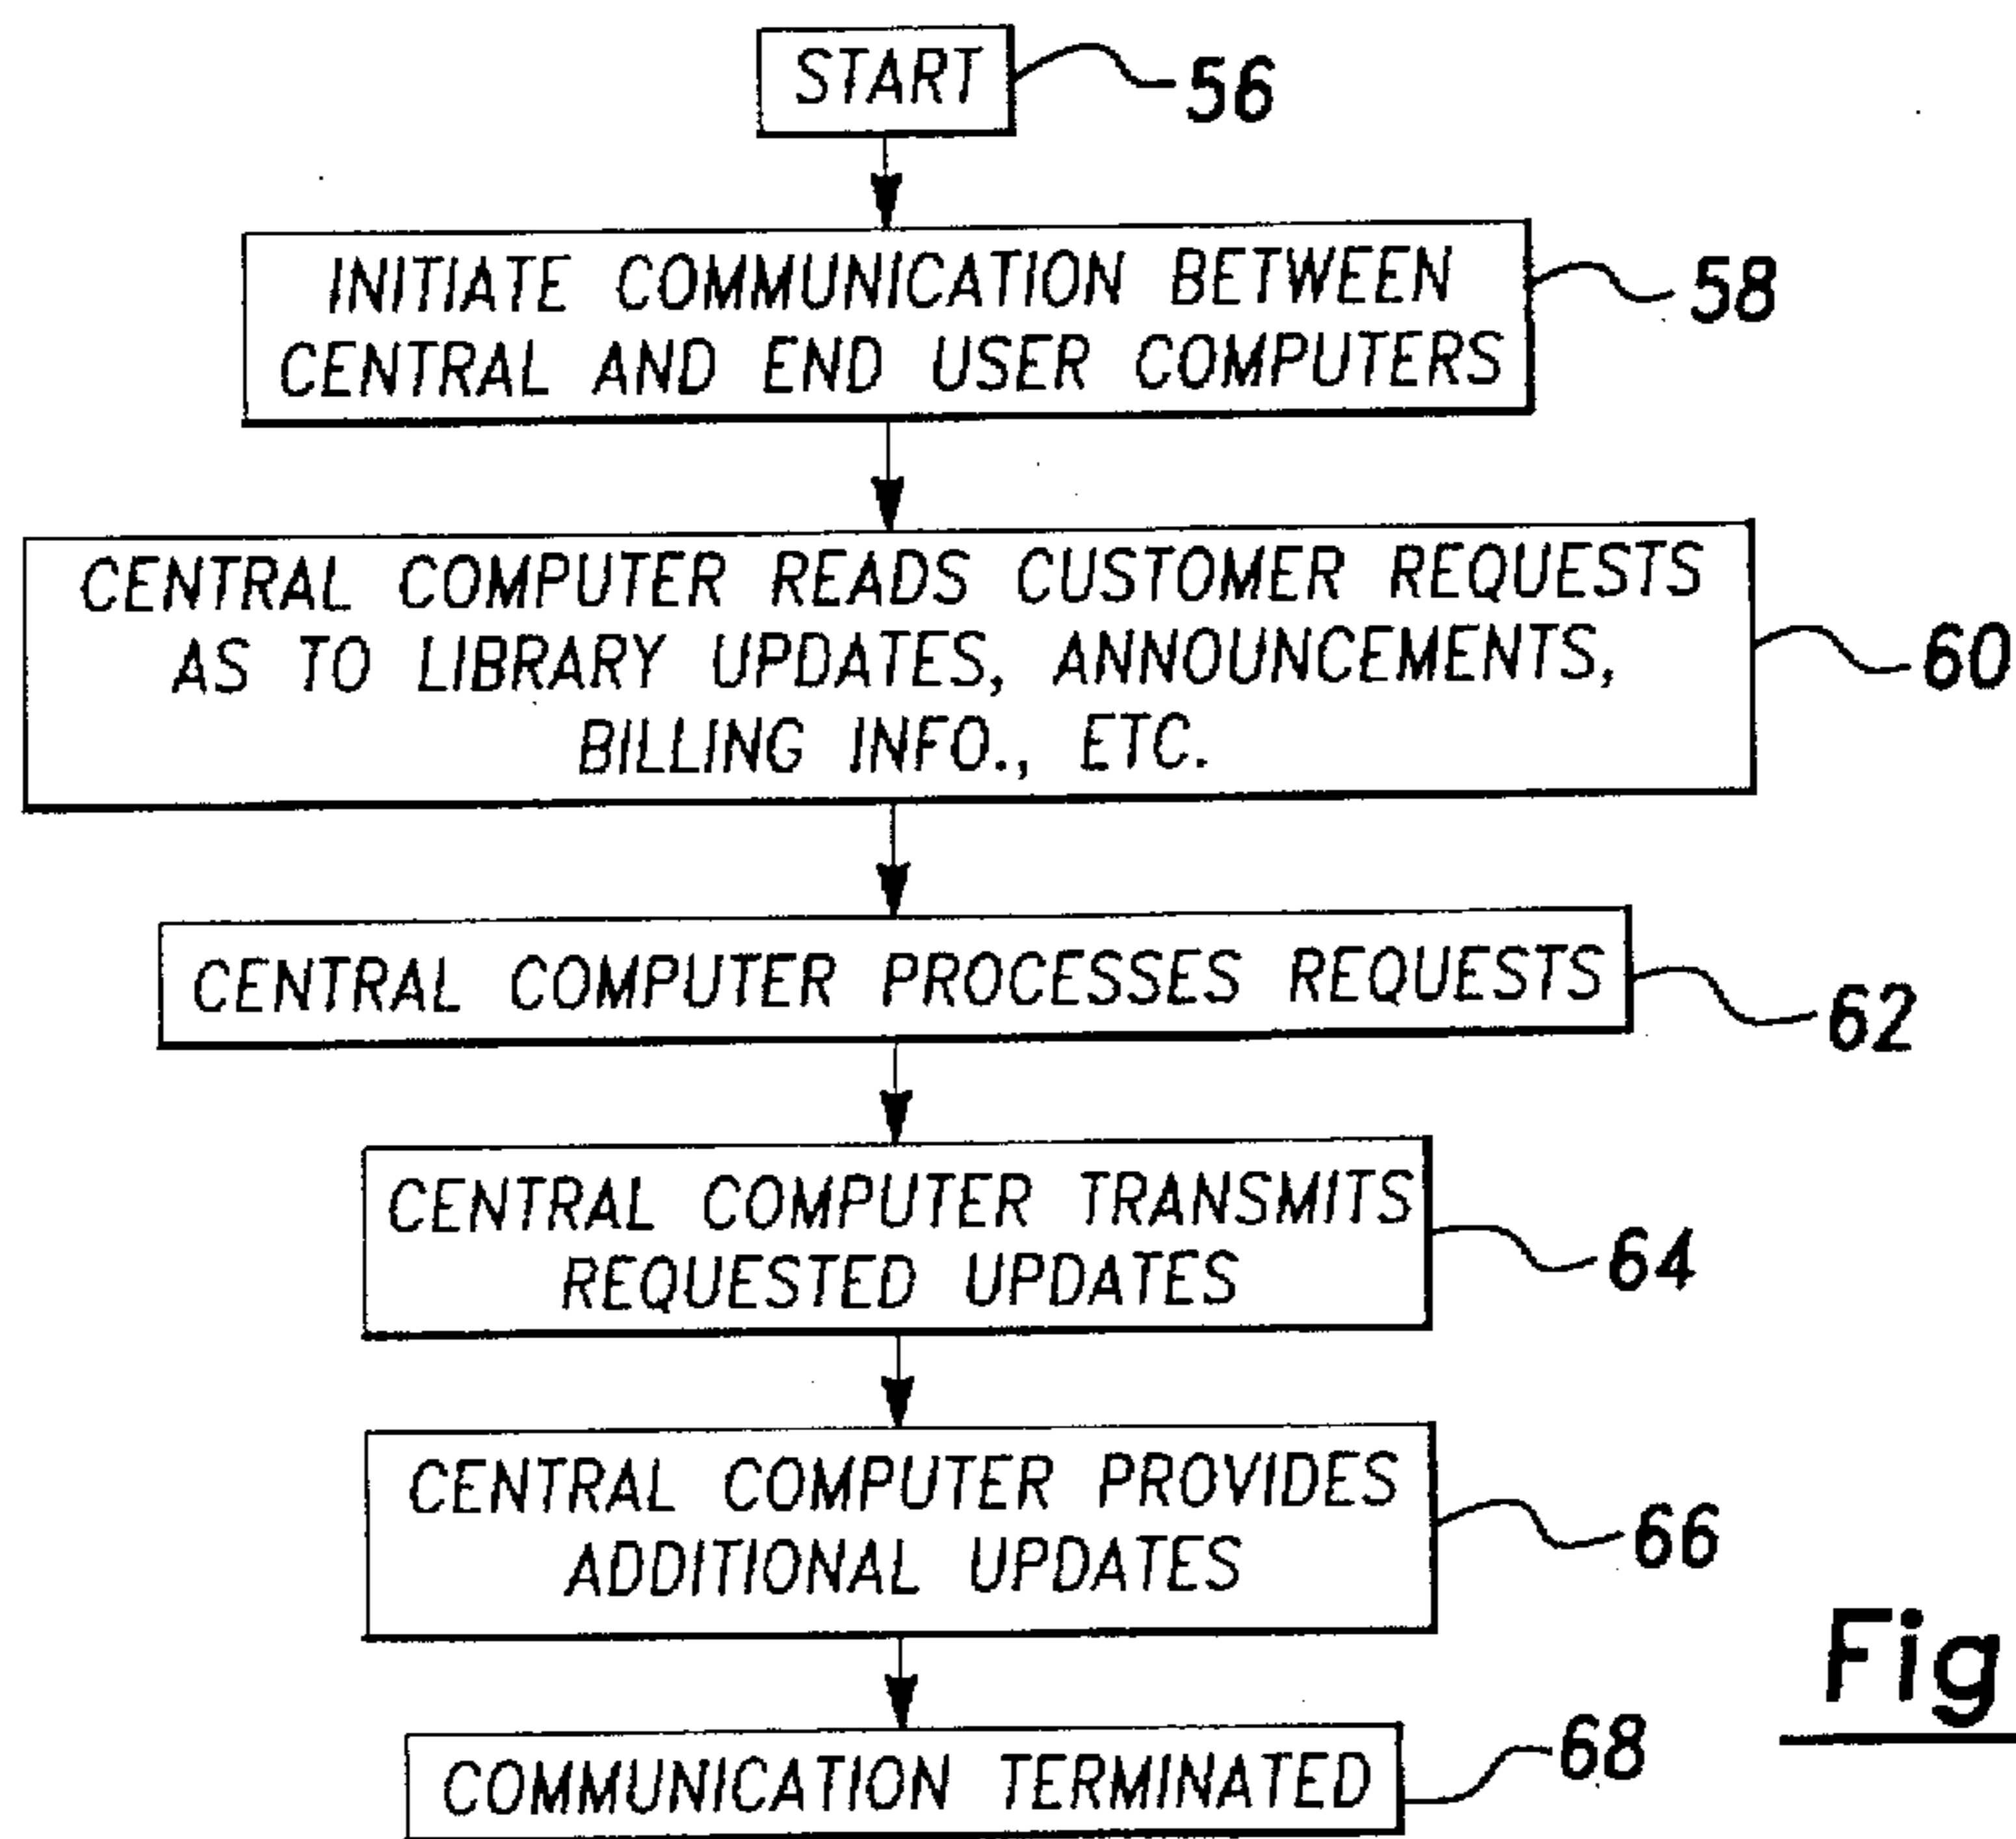 START
56
INITIATE COMMUNICATION BETWEEN
CENTRAL AND END USER COMPUTERS
58
CENTRAL COMPUTER READS CUSTOMER REQUESTS
AS TO LIBRARY UPDATES, ANNOUNCEMENTS,
BILLING INFO., ETC.
60
CENTRAL COMPUTER PROCESSES REQUESTS
62
CENTRAL COMPUTER TRANSMITS
REQUESTED UPDATES
64
CENTRAL COMPUTER PROVIDES
ADDITIONAL UPDATES
66
COMMUNICATION TERMINATED
68
Fig